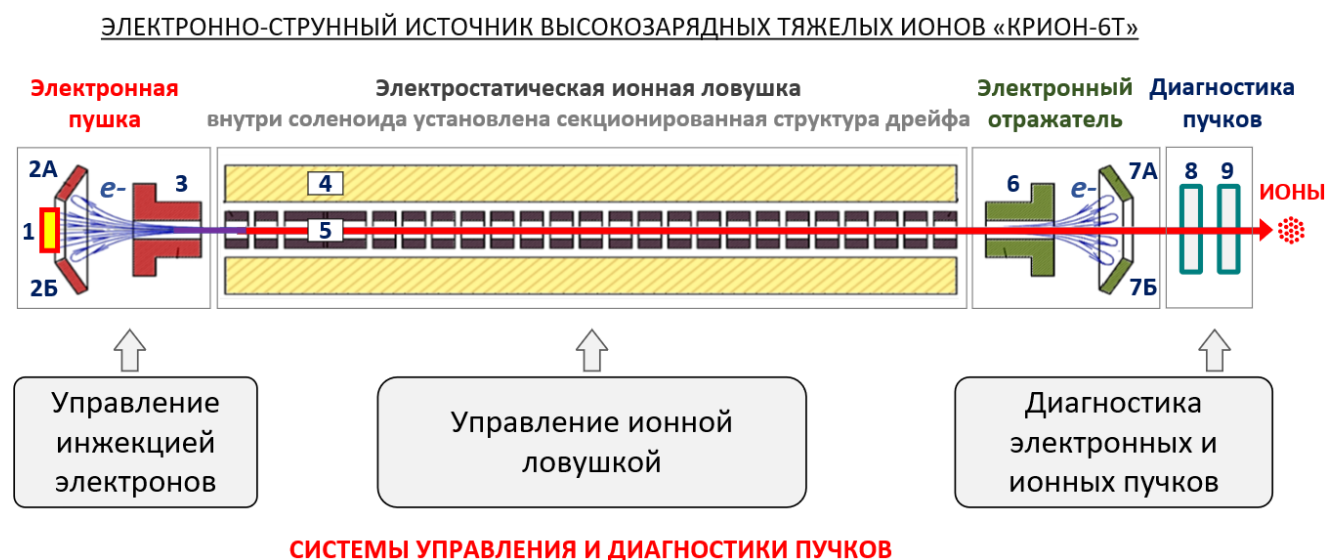 ЭЛЕКТРОННО-СТРУННЫЙ ИСТОЧНИК ВЫСОКОЗАРЯДНЫХ ТЯЖЕЛЫХ ИОНОВ «КРИОН-6Т»
Электронная
пушка
Электростатическая ионная ловушка
внутри соленоида установлена секционированная структура дрейфа
Электронный
отражатель
Диагностика
пучков
2А
e-
3
4
6
e-
7А
8
9
ИОНЫ
1
5
2Б
7Б
Управление
инжекцией
электронов
Управление ионной
ловушкой
Диагностика
электронных и
ионных пучков
СИСТЕМЫ УПРАВЛЕНИЯ И ДИАГНОСТИКИ ПУЧКОВ